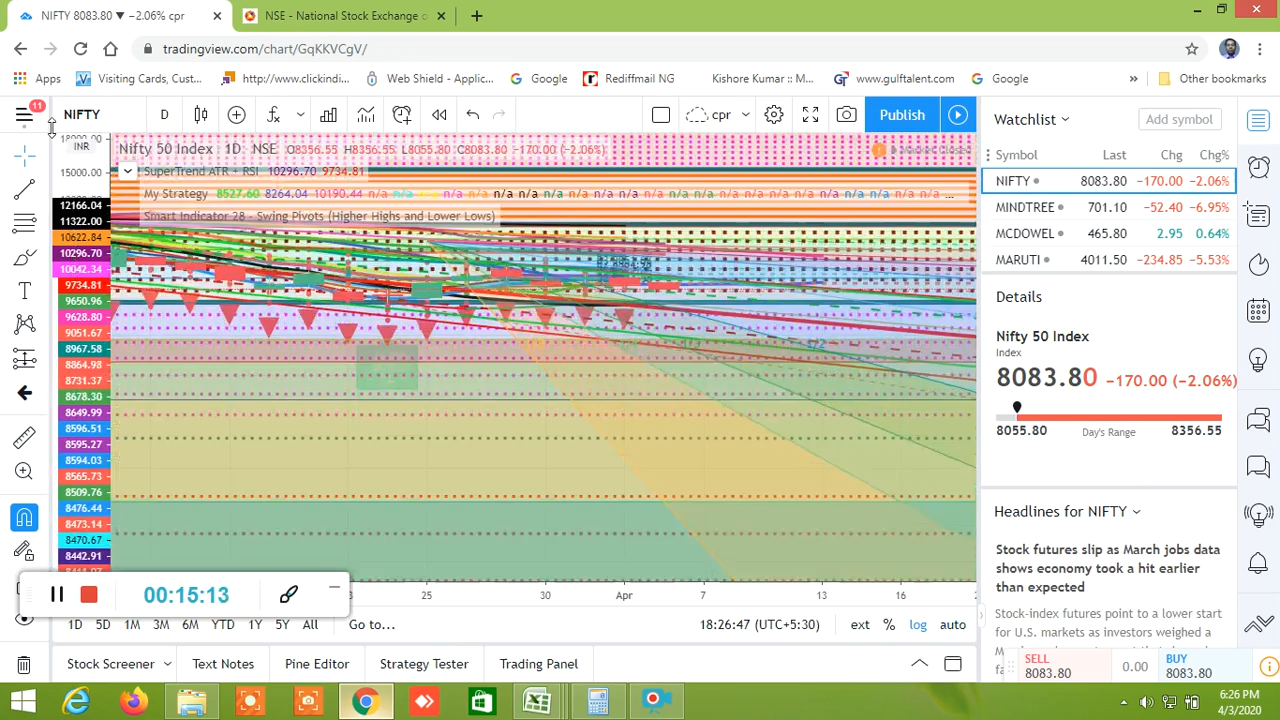 NIFTY 8083.80 ▼ −2.06% cpr
NSE - National Stock Exchange o
tradingview.com/chart/GqKKVCgV/
Apps Visiting Cards, Cust... http://www.clickindi... Web Shield - Applic... Google Rediffmail NG Kishore Kumar :: M... www.gulftalent.com Google » Other bookmarks
11
NIFTY D cpr Publish
Watchlist Add symbol
Symbol Last Chg Chg%
NIFTY 8083.80 −170.00 −2.06%
MINDTREE 701.10 −52.40 −6.95%
MCDOWEL 465.80 2.95 0.64%
MARUTI 4011.50 −234.85 −5.53%
Details
Nifty 50 Index
Index
8083.80 −170.00 (−2.06%)
8055.80 Day's Range 8356.55
Headlines for NIFTY
Stock futures slip as March jobs data
shows economy took a hit earlier
than expected
Stock-index futures point to a lower start
for U.S. markets as investors weighed a
SELL
8083.80
0.00
BUY
8083.80
INR
Nifty 50 Index · 1D · NSE O8356.55 H8356.55 L8055.80 C8083.80 −170.00 (−2.06%)
SuperTrend ATR + RSI 10296.70 9734.81
My Strategy 8527.60 8264.04 10190.44 n/a n/a n/a n/a n/a n/a n/a n/a n/a n/a n/a n/a n/a n/a n/a n/a n/a n/a ...
Smart Indicator 28 - Swing Pivots (Higher Highs and Lower Lows)
15000.00
12166.04
11322.00
10622.84
10296.70
10042.34
9734.81
9650.96
9628.80
9051.67
8967.58
8864.98
8731.37
8678.30
8649.99
8596.51
8595.27
8594.03
8565.73
8509.76
8476.44
8473.14
8470.67
8442.91
25 30 Apr 7 13 16
00:15:13
1D 5D 1M 3M 6M YTD 1Y 5Y All Go to... 18:26:47 (UTC+5:30) ext % log auto
Stock Screener Text Notes Pine Editor Strategy Tester Trading Panel
6:26 PM
4/3/2020